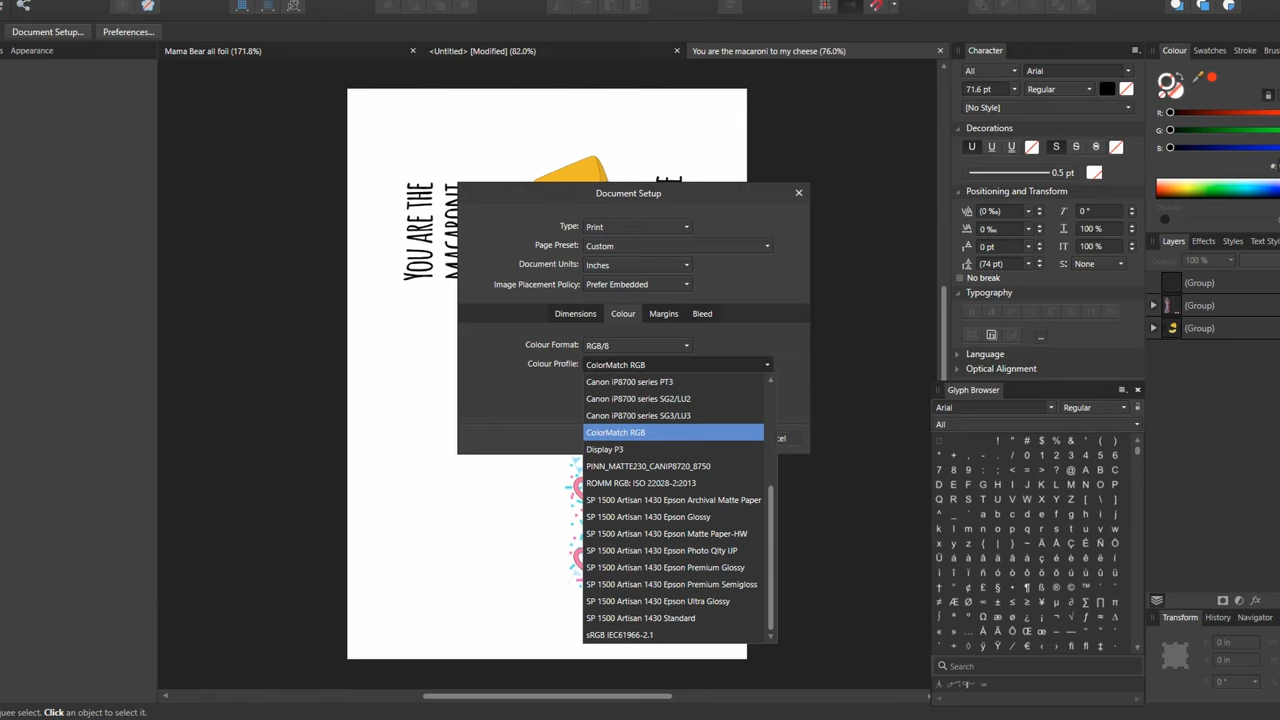 Document Setup... Preferences...
Appearance
Mama Bear all foil (171.8%)
<Untitled> [Modified] (82.0%)
You are the macaroni to my cheese (76.0%)
YOU ARE THE
MACARONI
Document Setup
Type: Print
Page Preset: Custom
Document Units: Inches
Image Placement Policy: Prefer Embedded
Dimensions Colour Margins Bleed
Colour Format: RGB/8
Colour Profile: ColorMatch RGB
Canon iP8700 series PT3
Canon iP8700 series SG2/LU2
Canon iP8700 series SG3/LU3
ColorMatch RGB
Display P3
PINN_MATTE230_CANIP8720_8750
ROMM RGB: ISO 22028-2:2013
SP 1500 Artisan 1430 Epson Archival Matte Paper
SP 1500 Artisan 1430 Epson Glossy
SP 1500 Artisan 1430 Epson Matte Paper-HW
SP 1500 Artisan 1430 Epson Photo Qlty IJP
SP 1500 Artisan 1430 Epson Premium Glossy
SP 1500 Artisan 1430 Epson Premium Semigloss
SP 1500 Artisan 1430 Epson Ultra Glossy
SP 1500 Artisan 1430 Standard
sRGB IEC61966-2.1
Character
All Arial
71.6 pt Regular
[No Style]
Decorations
U U U S S S
0.5 pt
Positioning and Transform
(0 ‰) 0 °
0 ‰ 100 %
0 pt 100 %
(74 pt) None
No break
Typography
Language
Optical Alignment
Glyph Browser
Arial Regular
All
Search
Colour Swatches Stroke
R:
G:
B:
Opacity
Layers Effects Styles
Opacity: 100 %
(Group)
(Group)
(Group)
Transform History Navigator
X: 0 in
Y: 0 in
0 °
Click an object to select it.